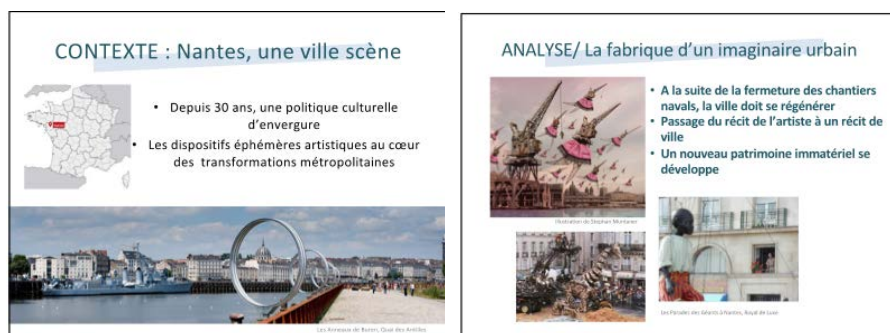 CONTEXTE : Nantes, une ville scène
• Depuis 30 ans, une politique culturelle
d'envergure
• Les dispositifs éphémères artistiques au cœur
des transformations métropolitaines
Les Anneaux de Buren, Quai des Antilles
ANALYSE/ La fabrique d'un imaginaire urbain
• A la suite de la fermeture des chantiers
navals, la ville doit se régénérer
• Passage du récit de l'artiste à un récit de
ville
• Un nouveau patrimoine immatériel se
développe
Illustration de Stephan Muntaner
Les Parades des Géants à Nantes, Royal de Luxe